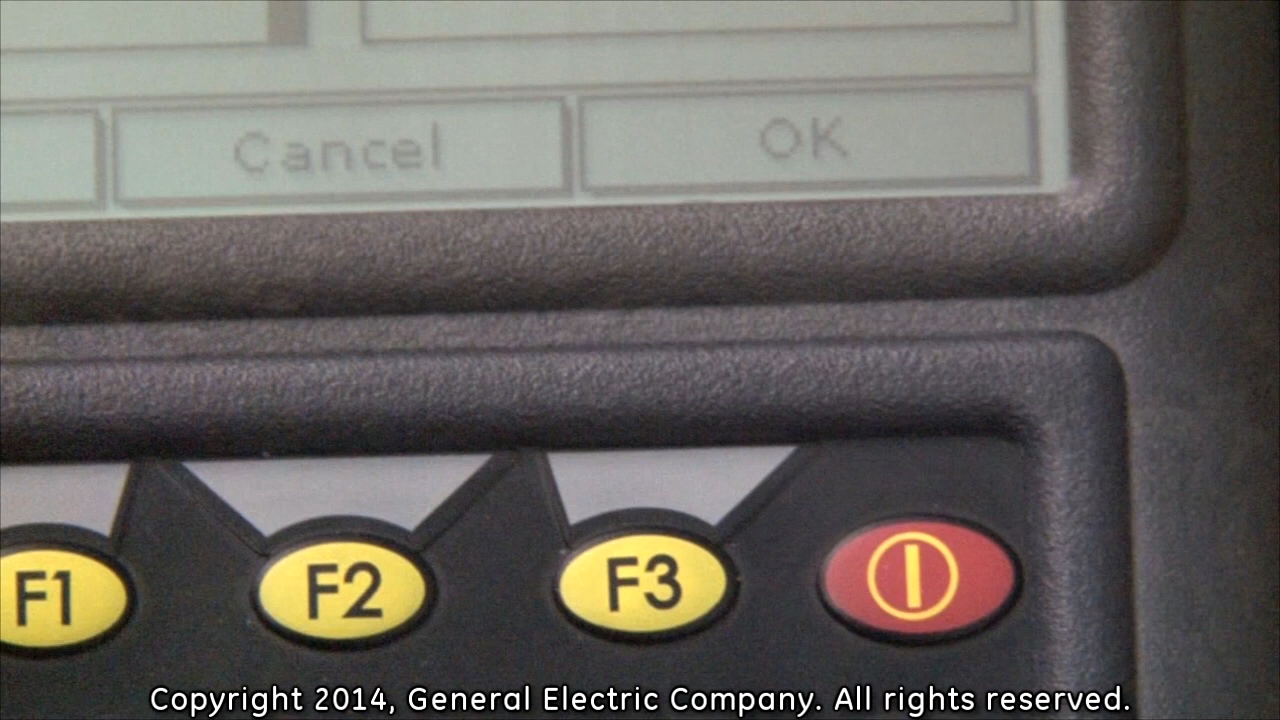 Cancel OK
F1 F2 F3
Copyright 2014, General Electric Company. All rights reserved.